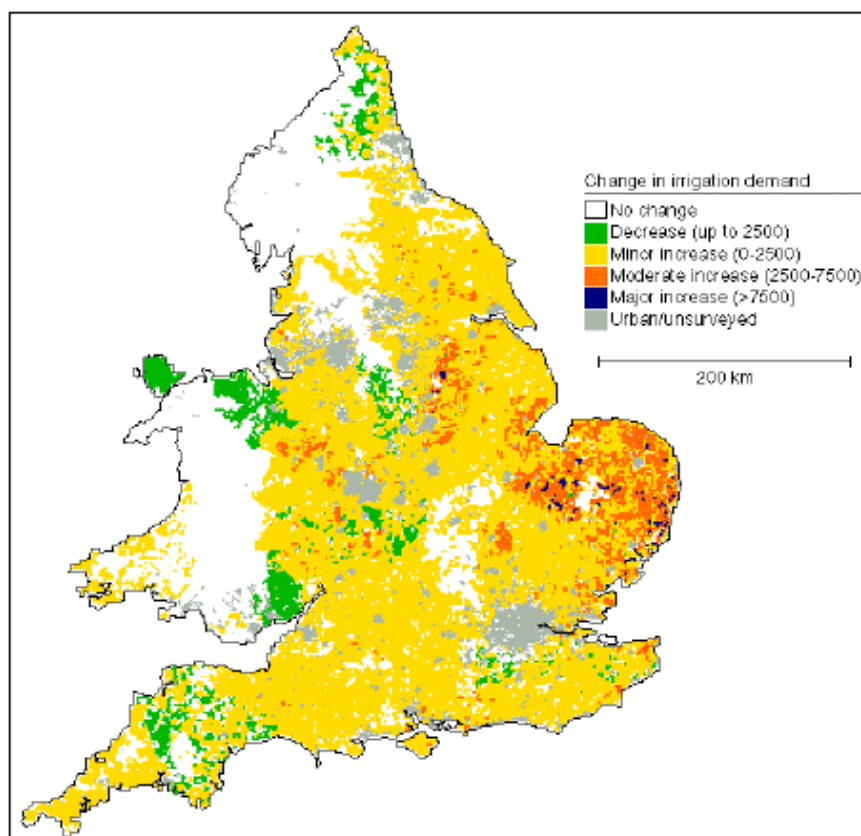 Change in irrigation demand
No change
Decrease (up to 2500)
Minor increase (0-2500)
Moderate increase (2500-7500)
Major increase (>7500)
Urban/unsurveyed
200 km